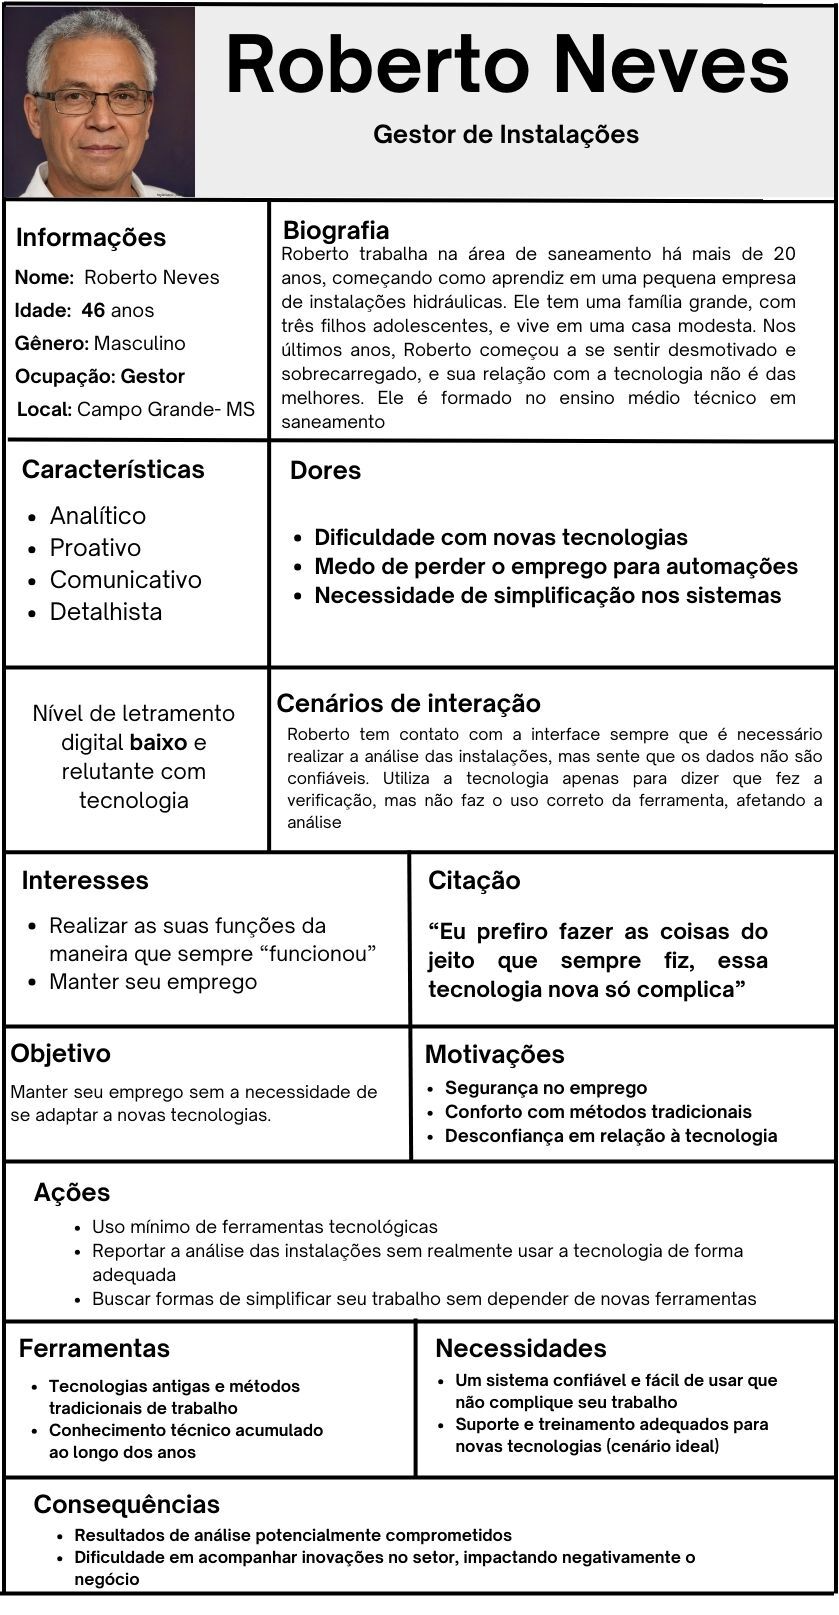 Roberto Neves
Gestor de Instalações
Informações
Nome: Roberto Neves
Idade: 46 anos
Gênero: Masculino
Ocupação: Gestor
Local: Campo Grande- MS
Biografia
Roberto trabalha na área de saneamento há mais de 20
anos, começando como aprendiz em uma pequena empresa
de instalações hidráulicas. Ele tem uma família grande, com
três filhos adolescentes, e vive em uma casa modesta. Nos
últimos anos, Roberto começou a se sentir desmotivado e
sobrecarregado, e sua relação com a tecnologia não é das
melhores. Ele é formado no ensino médio técnico em
saneamento
Características
• Analítico
• Proativo
• Comunicativo
• Detalhista
Dores
• Dificuldade com novas tecnologias
• Medo de perder o emprego para automações
• Necessidade de simplificação nos sistemas
Nível de letramento
digital baixo e
relutante com
tecnologia
Cenários de interação
Roberto tem contato com a interface sempre que é necessário
realizar a análise das instalações, mas sente que os dados não são
confiáveis. Utiliza a tecnologia apenas para dizer que fez a
verificação, mas não faz o uso correto da ferramenta, afetando a
análise
Interesses
• Realizar as suas funções da
maneira que sempre “funcionou”
• Manter seu emprego
Citação
“Eu prefiro fazer as coisas do
jeito que sempre fiz, essa
tecnologia nova só complica”
Objetivo
Manter seu emprego sem a necessidade de
se adaptar a novas tecnologias.
Motivações
• Segurança no emprego
• Conforto com métodos tradicionais
• Desconfiança em relação à tecnologia
Ações
• Uso mínimo de ferramentas tecnológicas
• Reportar a análise das instalações sem realmente usar a tecnologia de forma
adequada
• Buscar formas de simplificar seu trabalho sem depender de novas ferramentas
Ferramentas
• Tecnologias antigas e métodos
tradicionais de trabalho
• Conhecimento técnico acumulado
ao longo dos anos
Necessidades
• Um sistema confiável e fácil de usar que
não complique seu trabalho
• Suporte e treinamento adequados para
novas tecnologias (cenário ideal)
Consequências
• Resultados de análise potencialmente comprometidos
• Dificuldade em acompanhar inovações no setor, impactando negativamente o
negócio